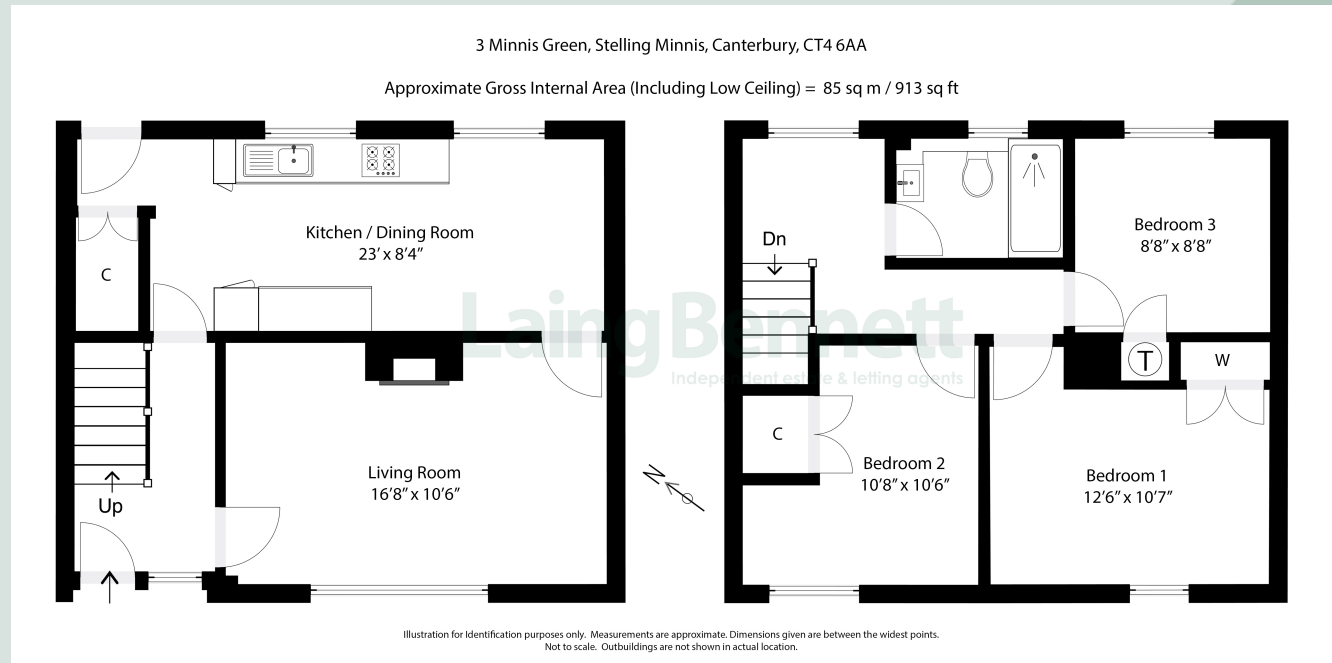 3 Minnis Green, Stelling Minnis, Canterbury, CT4 6AA
Approximate Gross Internal Area (Including Low Ceiling) = 85 sq m / 913 sq ft
Kitchen / Dining Room
23' x 8'4"
C
Up
Living Room
16'8" x 10'6"
N
Dn
Bedroom 3
8'8" x 8'8"
T
W
C
Bedroom 2
10'8" x 10'6"
Bedroom 1
12'6" x 10'7"
Laing Bennett
Independent estate & letting agents
Illustration for Identification purposes only. Measurements are approximate. Dimensions given are between the widest points.
Not to scale. Outbuildings are not shown in actual location.